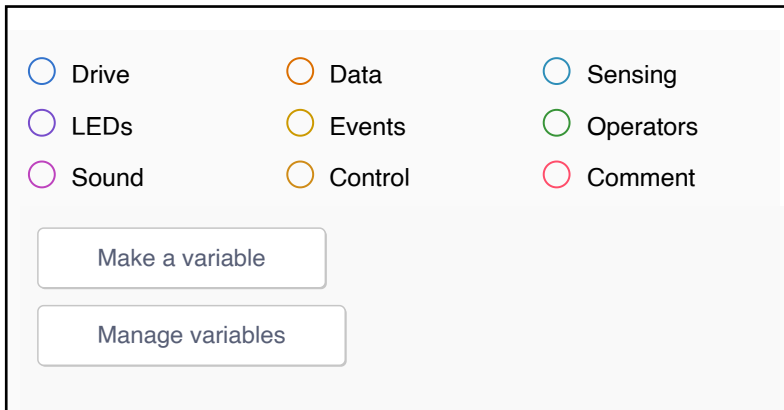 Drive Data Sensing
LEDs Events Operators
Sound Control Comment
Make a variable
Manage variables